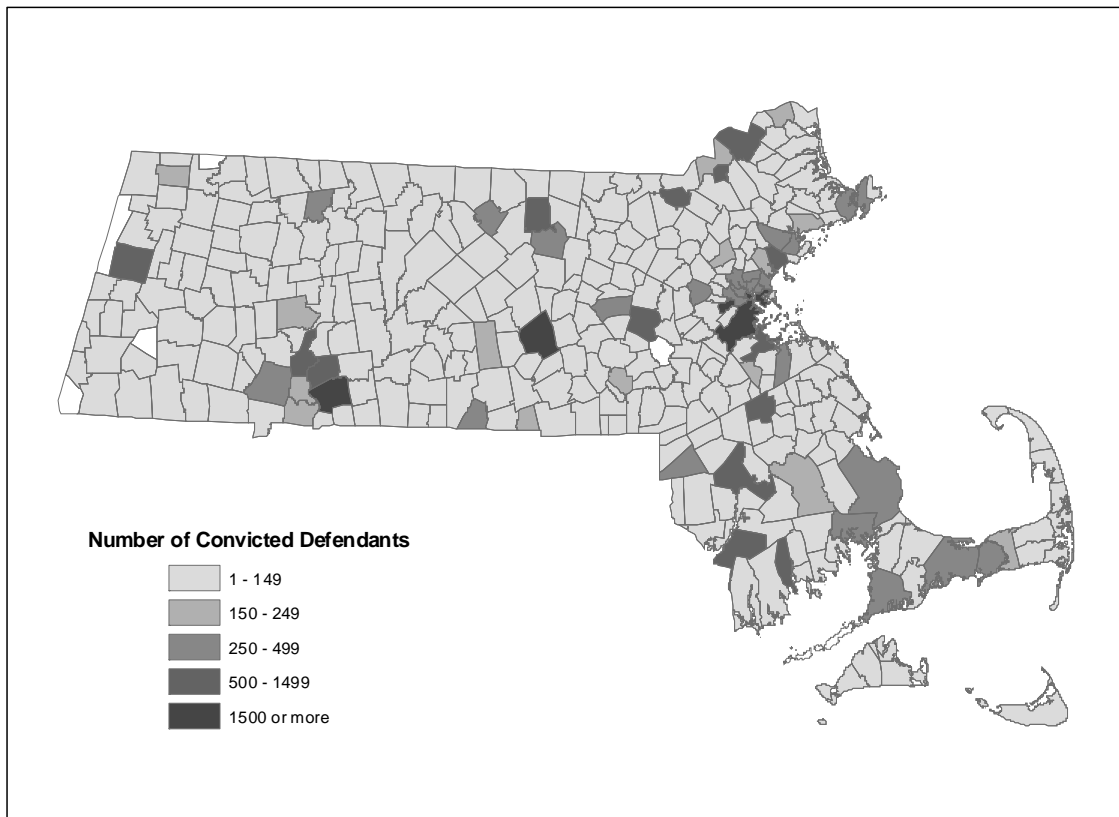 Number of Convicted Defendants
1 - 149
150 - 249
250 - 499
500 - 1499
1500 or more